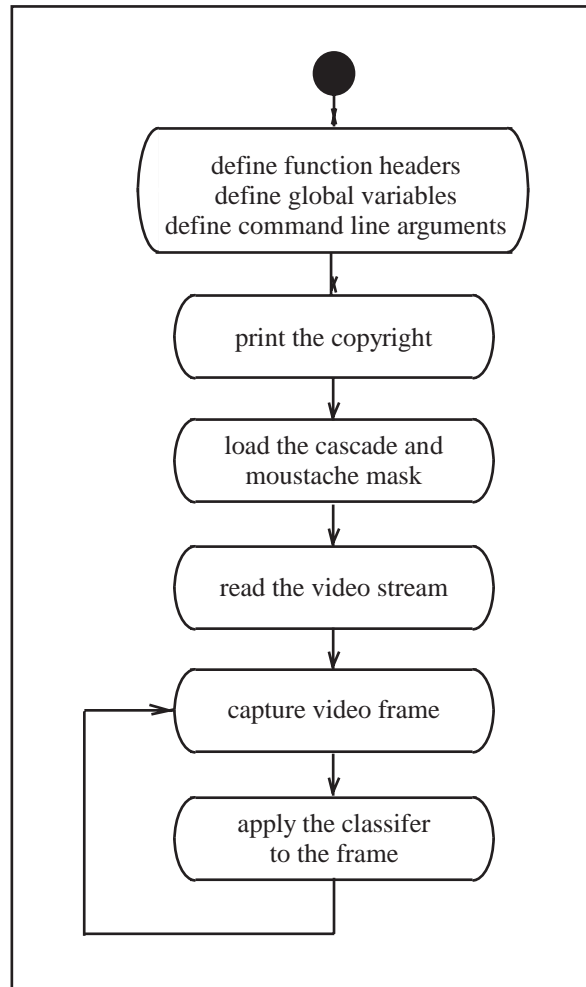 define function headers
define global variables
define command line arguments
print the copyright
load the cascade and
moustache mask
read the video stream
capture video frame
apply the classifer
to the frame